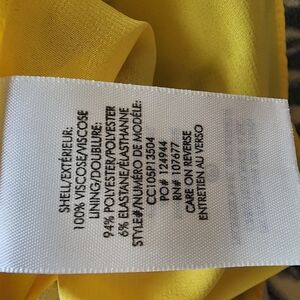 SHELL/EXTÉRIEUR:
100% VISCOSE/VISCOSE
LINING/DOUBLURE:
94% POLYESTER/POLYESTER
6% ELASTANE/ÉLASTHANNE
STYLE#/NUMÉRO DE MODÈLE:
CC105P13504
PO# 124944
RN# 107677
CARE ON REVERSE
ENTRETIEN AU VERSO